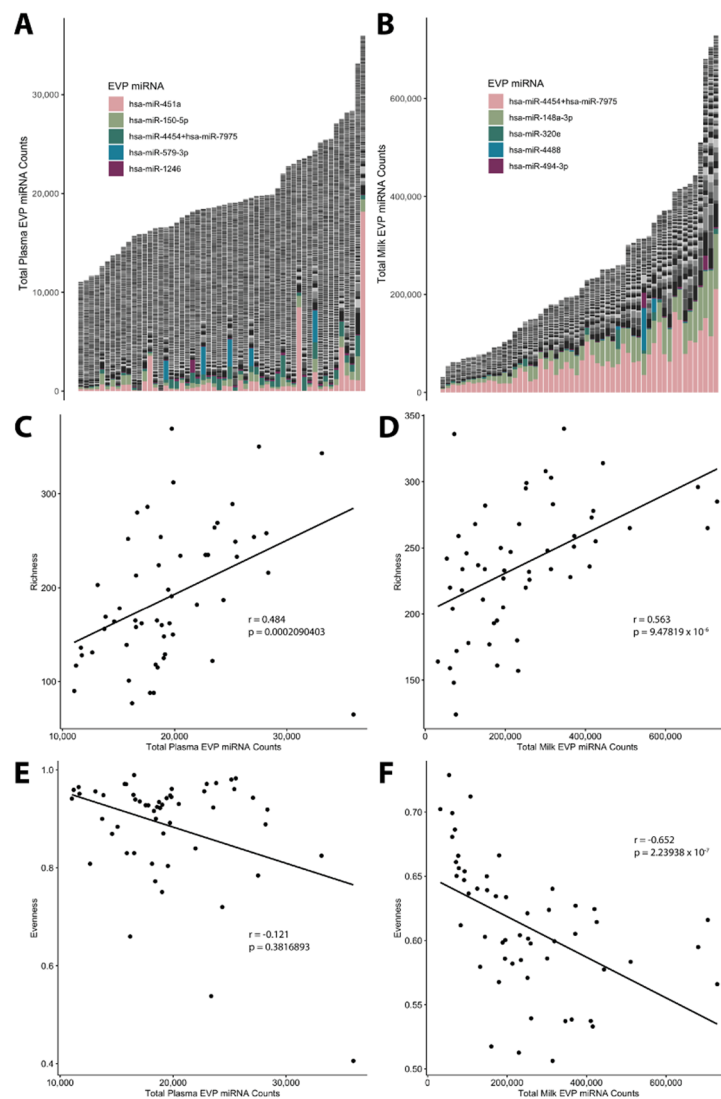 A
Total Plasma EVP miRNA Counts
30,000
20,000
10,000
0
EVP miRNA
hsa-miR-451a
hsa-miR-150-5p
hsa-miR-4454+hsa-miR-7975
hsa-miR-579-3p
hsa-miR-1246
B
Total Milk EVP miRNA Counts
600,000
400,000
200,000
0
EVP miRNA
hsa-miR-4454+hsa-miR-7975
hsa-miR-148a-3p
hsa-miR-320e
hsa-miR-4488
hsa-miR-494-3p
C
Richness
300
200
100
r = 0.484
p = 0.0002090403
10,000 20,000 30,000
Total Plasma EVP miRNA Counts
D
Richness
350
300
250
200
150
r = 0.563
p = 9.47819 x 10⁻⁶
0 200,000 400,000 600,000
Total Milk EVP miRNA Counts
E
Evenness
1.0
0.8
0.6
0.4
r = -0.121
p = 0.3816893
10,000 20,000 30,000
Total Plasma EVP miRNA Counts
F
Evenness
0.70
0.65
0.60
0.55
0.50
r = -0.652
p = 2.23938 x 10⁻⁷
0 200,000 400,000 600,000
Total Milk EVP miRNA Counts